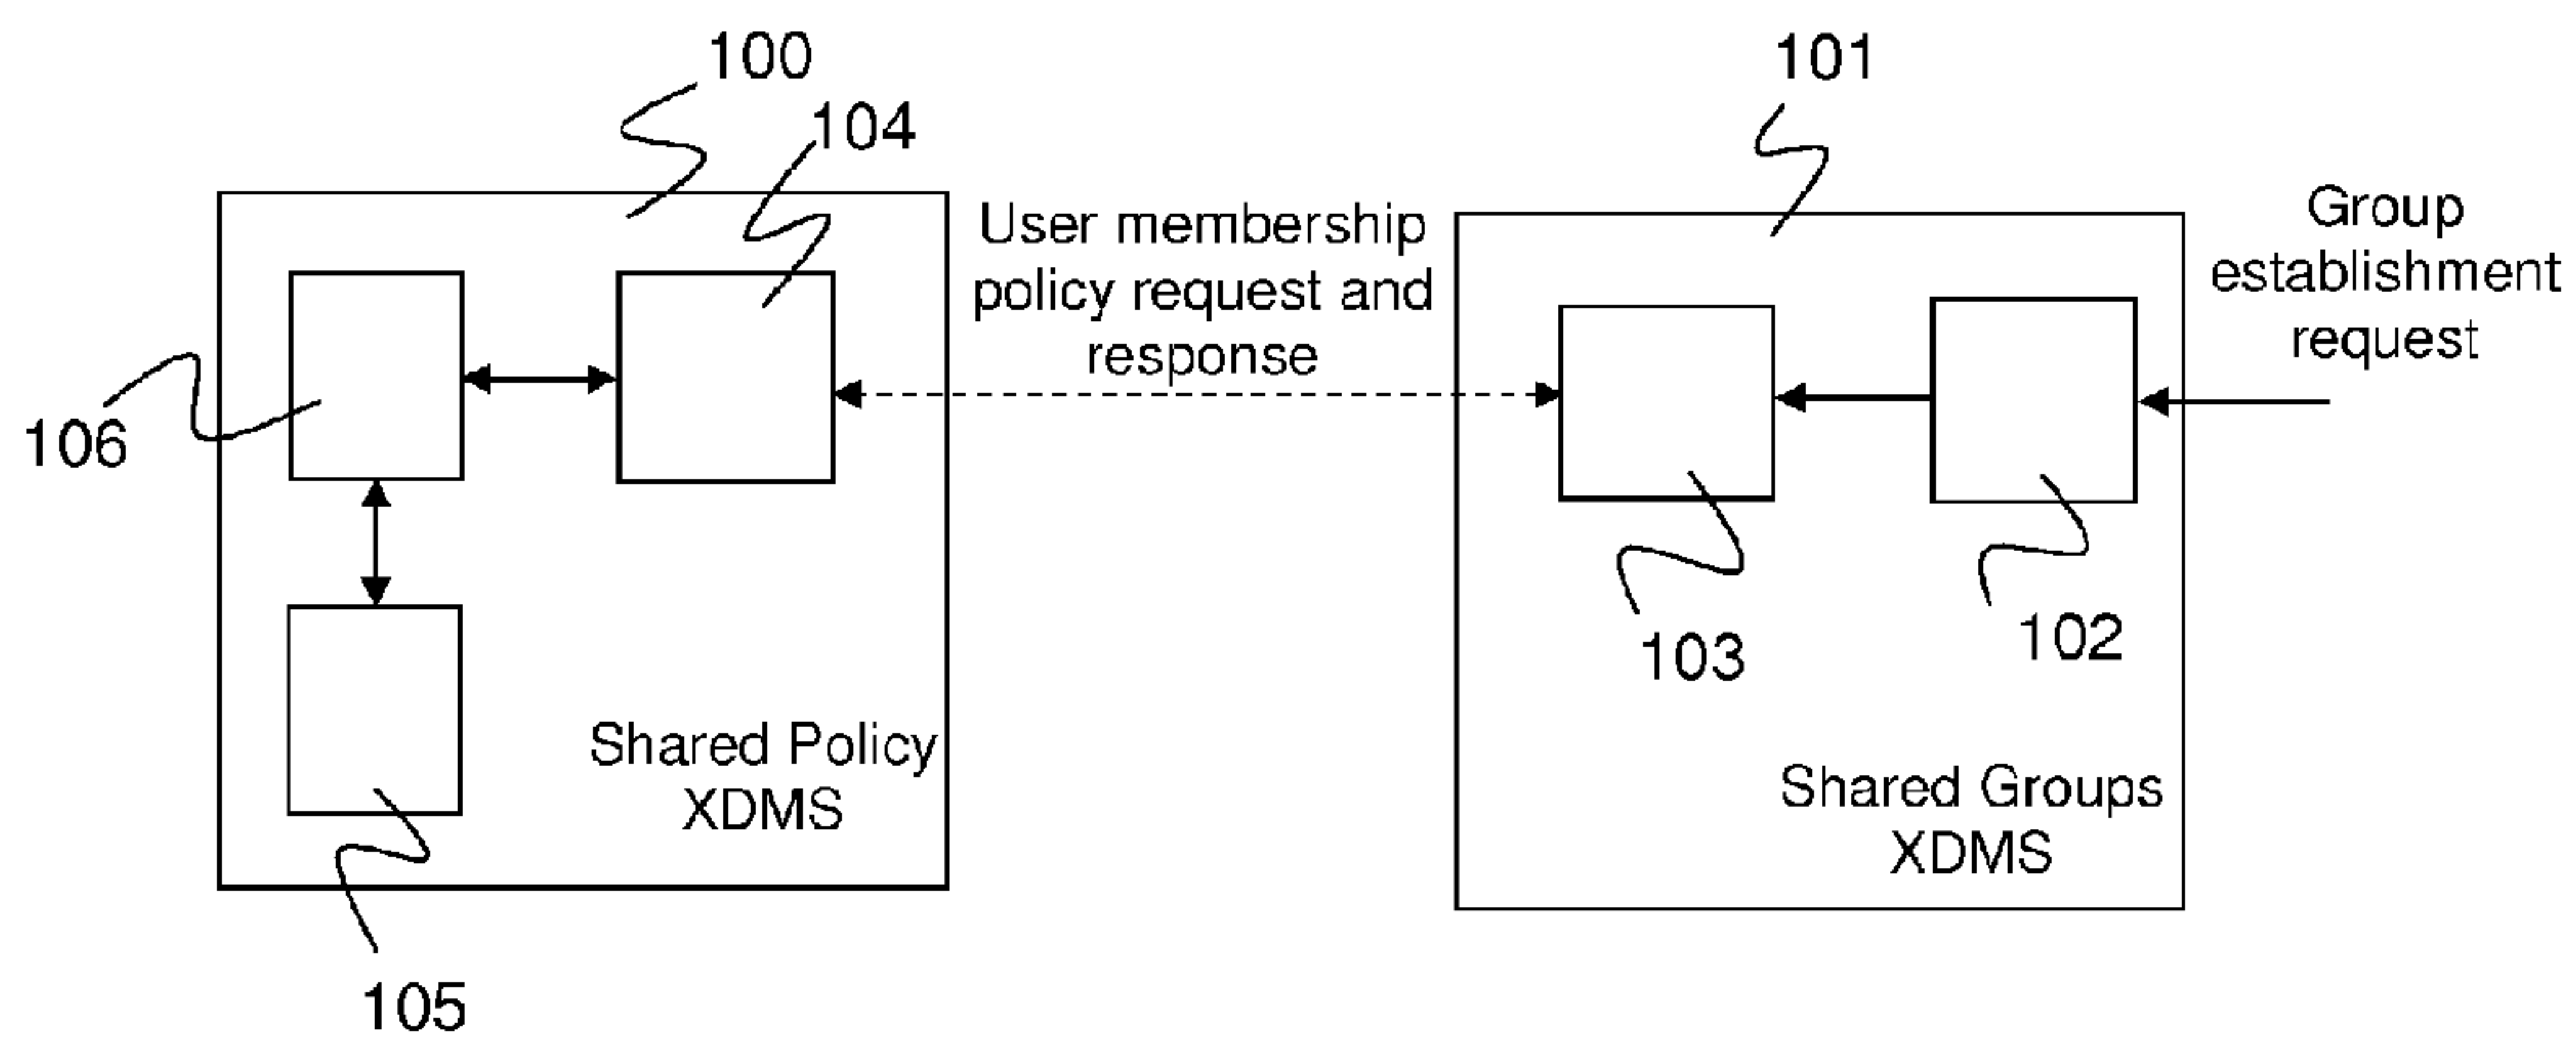 100
101
104
User membership
policy request and
response
Group
establishment
request
106
103
102
Shared Policy
XDMS
Shared Groups
XDMS
105